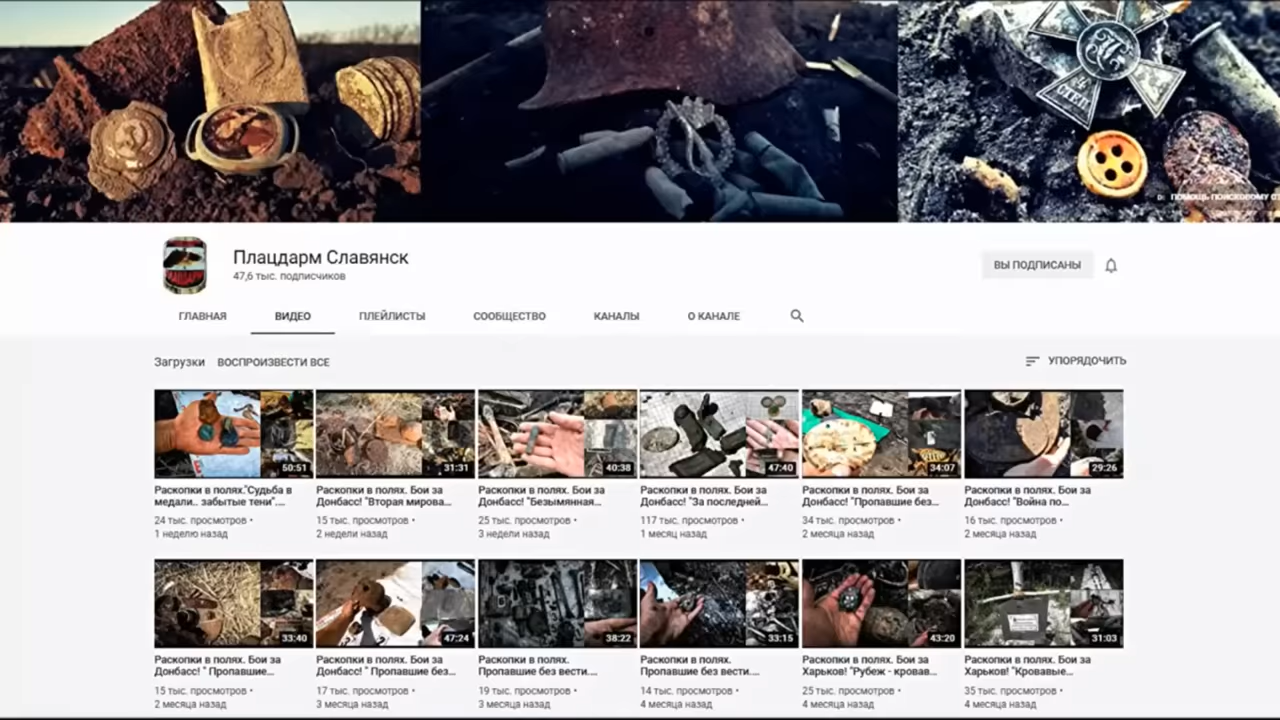 4
СТЕП.
ПОМОЩЬ ПОИСКОВОМУ
Плацдарм Славянск
47,6 тыс. подписчиков
ВЫ ПОДПИСАНЫ
ГЛАВНАЯ ВИДЕО ПЛЕЙЛИСТЫ СООБЩЕСТВО КАНАЛЫ О КАНАЛЕ
Загрузки ВОСПРОИЗВЕСТИ ВСЕ УПОРЯДОЧИТЬ
50:51 31:31 40:38 47:40 34:07 29:26
Раскопки в полях."Судьба в
медали.. забытые тени"....
24 тыс. просмотров •
1 неделю назад
Раскопки в полях. Бои за
Донбасс! "Вторая мирова...
15 тыс. просмотров •
2 недели назад
Раскопки в полях. Бои за
Донбасс! "Безымянная...
25 тыс. просмотров •
3 недели назад
Раскопки в полях. Бои за
Донбасс! "За последней...
117 тыс. просмотров •
1 месяц назад
Раскопки в полях. Бои за
Донбасс! "Пропавшие без...
34 тыс. просмотров •
2 месяца назад
Раскопки в полях. Бои за
Донбасс! "Война по...
16 тыс. просмотров •
2 месяца назад
33:40 47:24 38:22 33:15 43:20 31:03
Раскопки в полях. Бои за
Донбасс! " Пропавшие...
15 тыс. просмотров •
2 месяца назад
Раскопки в полях. Бои за
Донбасс! " Пропавшие без...
17 тыс. просмотров •
3 месяца назад
Раскопки в полях.
Пропавшие без вести....
19 тыс. просмотров •
3 месяца назад
Раскопки в полях.
Пропавшие без вести....
14 тыс. просмотров •
4 месяца назад
Раскопки в полях. Бои за
Харьков! "Рубеж - кровав...
25 тыс. просмотров •
4 месяца назад
Раскопки в полях. Бои за
Харьков! "Кровавые...
35 тыс. просмотров •
4 месяца назад